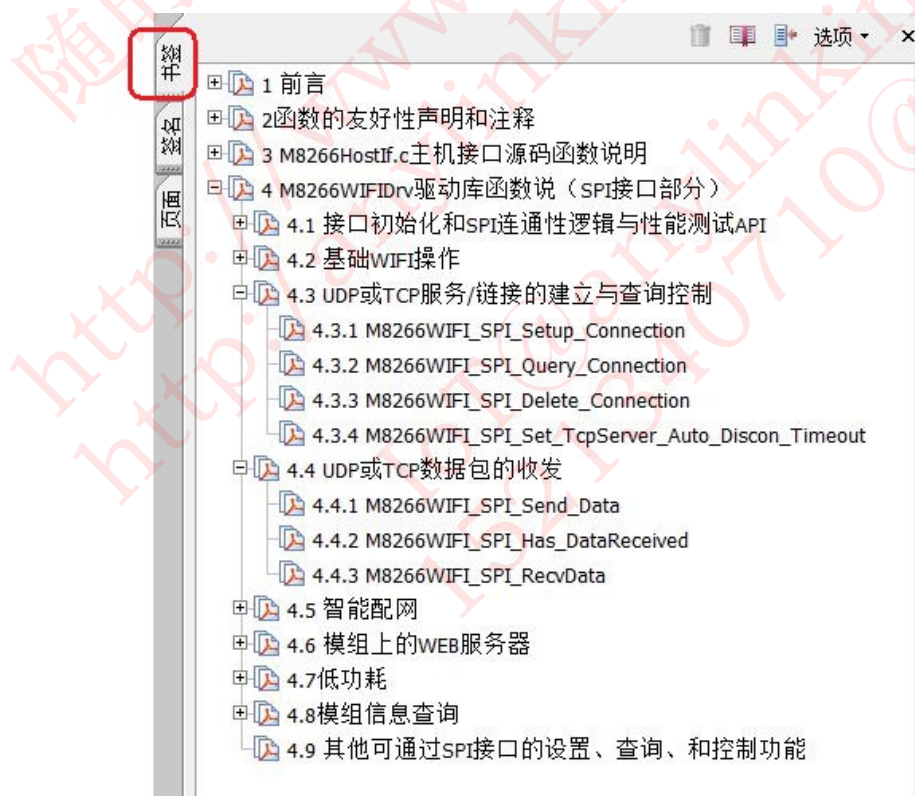 选项
书签
签名
页面
1 前言
2函数的友好性声明和注释
3 M8266HostIf.c主机接口源码函数说明
4 M8266WIFIDrv驱动库函数说（SPI接口部分）
4.1 接口初始化和SPI连通性逻辑与性能测试API
4.2 基础WIFI操作
4.3 UDP或TCP服务/链接的建立与查询控制
4.3.1 M8266WIFI_SPI_Setup_Connection
4.3.2 M8266WIFI_SPI_Query_Connection
4.3.3 M8266WIFI_SPI_Delete_Connection
4.3.4 M8266WIFI_SPI_Set_TcpServer_Auto_Discon_Timeout
4.4 UDP或TCP数据包的收发
4.4.1 M8266WIFI_SPI_Send_Data
4.4.2 M8266WIFI_SPI_Has_DataReceived
4.4.3 M8266WIFI_SPI_RecvData
4.5 智能配网
4.6 模组上的WEB服务器
4.7低功耗
4.8模组信息查询
4.9 其他可通过SPI接口的设置、查询、和控制功能